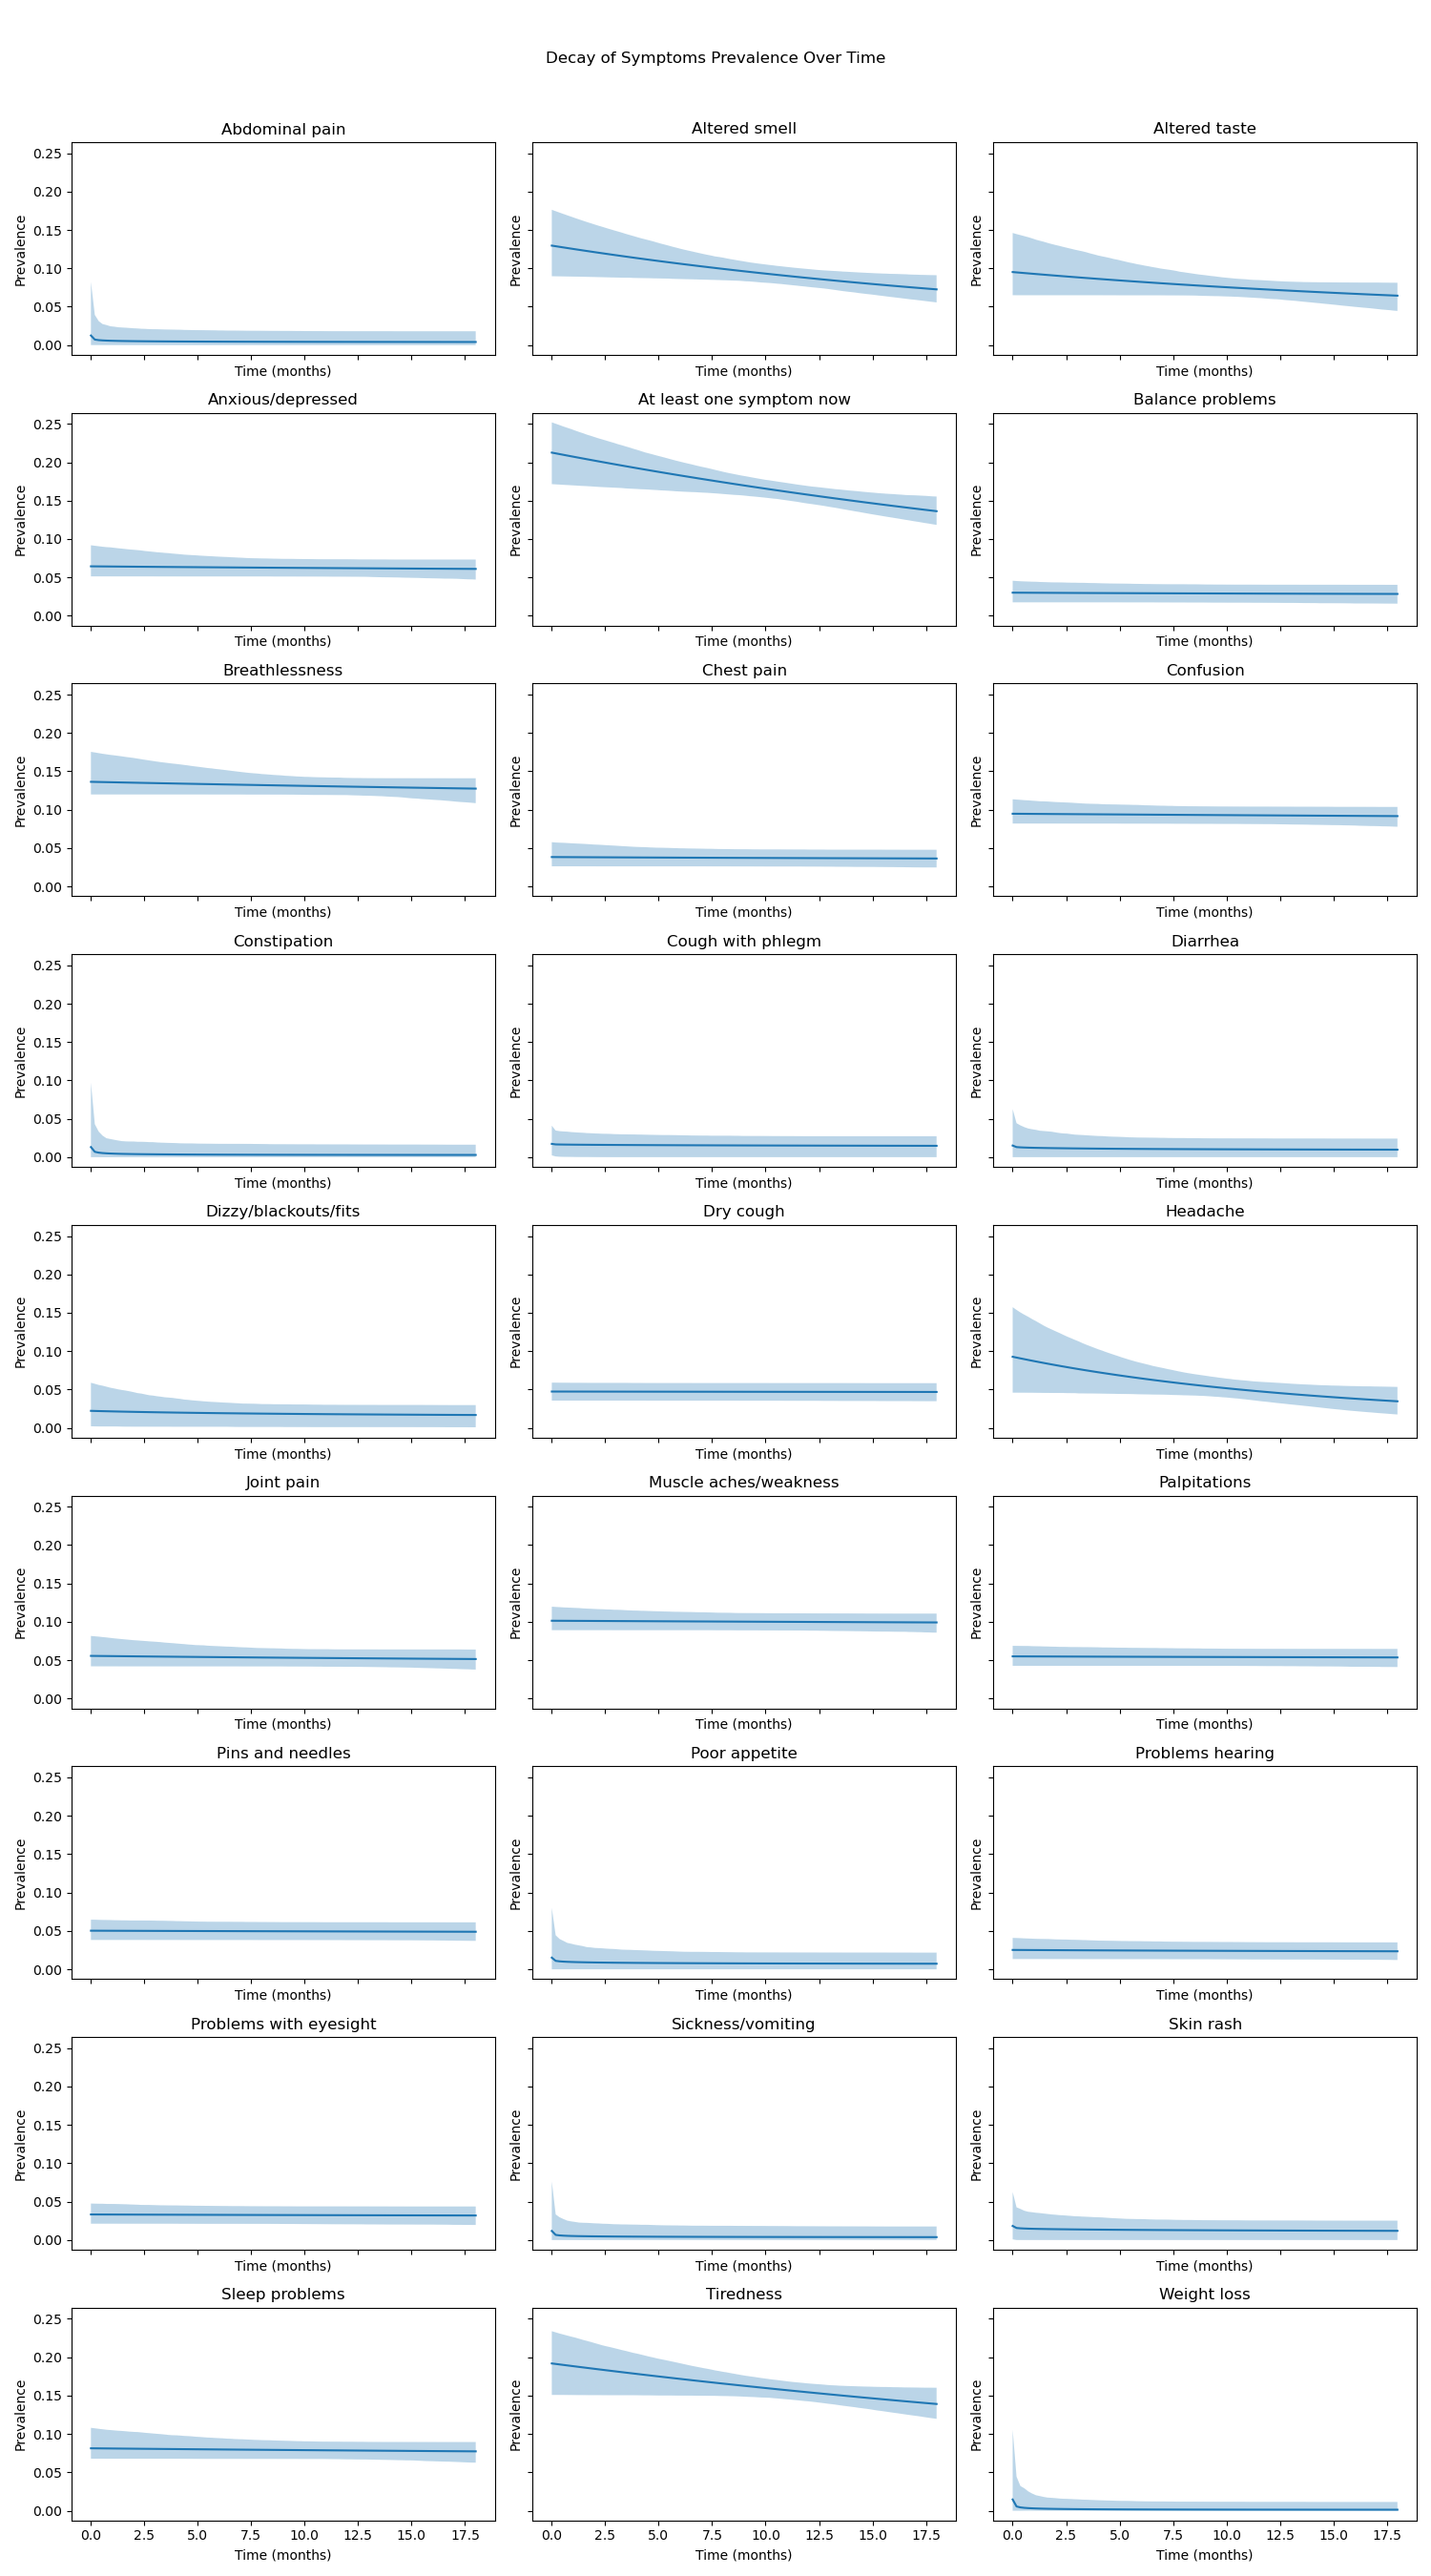 Decay of Symptoms Prevalence Over Time
Abdominal pain
Altered smell
Altered taste
0.25
0.20
0.15
0.10
0.05
0.00
Prevalence
Prevalence
Prevalence
Time (months)
Time (months)
Time (months)
Anxious/depressed
At least one symptom now
Balance problems
0.25
0.20
0.15
0.10
0.05
0.00
Prevalence
Prevalence
Prevalence
Time (months)
Time (months)
Time (months)
Breathlessness
Chest pain
Confusion
0.25
0.20
0.15
0.10
0.05
0.00
Prevalence
Prevalence
Prevalence
Time (months)
Time (months)
Time (months)
Constipation
Cough with phlegm
Diarrhea
0.25
0.20
0.15
0.10
0.05
0.00
Prevalence
Prevalence
Prevalence
Time (months)
Time (months)
Time (months)
Dizzy/blackouts/fits
Dry cough
Headache
0.25
0.20
0.15
0.10
0.05
0.00
Prevalence
Prevalence
Prevalence
Time (months)
Time (months)
Time (months)
Joint pain
Muscle aches/weakness
Palpitations
0.25
0.20
0.15
0.10
0.05
0.00
Prevalence
Prevalence
Prevalence
Time (months)
Time (months)
Time (months)
Pins and needles
Poor appetite
Problems hearing
0.25
0.20
0.15
0.10
0.05
0.00
Prevalence
Prevalence
Prevalence
Time (months)
Time (months)
Time (months)
Problems with eyesight
Sickness/vomiting
Skin rash
0.25
0.20
0.15
0.10
0.05
0.00
Prevalence
Prevalence
Prevalence
Time (months)
Time (months)
Time (months)
Sleep problems
Tiredness
Weight loss
0.25
0.20
0.15
0.10
0.05
0.00
Prevalence
Prevalence
Prevalence
0.0 2.5 5.0 7.5 10.0 12.5 15.0 17.5
0.0 2.5 5.0 7.5 10.0 12.5 15.0 17.5
0.0 2.5 5.0 7.5 10.0 12.5 15.0 17.5
Time (months)
Time (months)
Time (months)